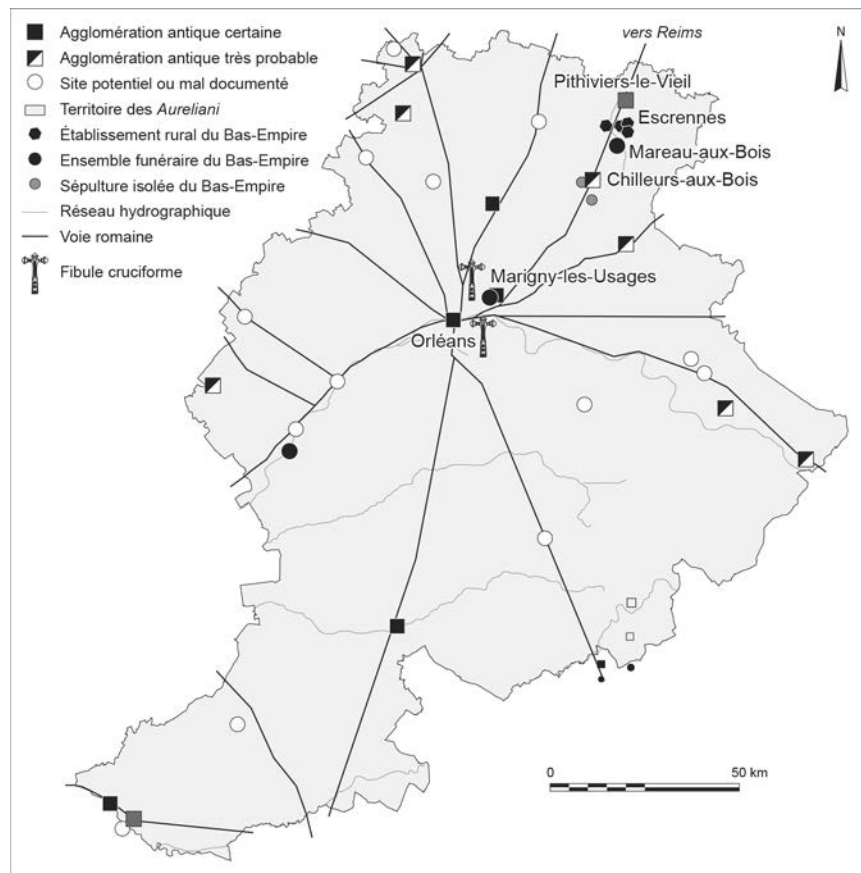 Agglomération antique certaine
Agglomération antique très probable
Site potentiel ou mal documenté
Territoire des Aureliani
Établissement rural du Bas-Empire
Ensemble funéraire du Bas-Empire
Sépulture isolée du Bas-Empire
Réseau hydrographique
Voie romaine
Fibule cruciforme
vers Reims
N
Pithiviers-le-Vieil
Escrennes
Mareau-aux-Bois
Chilleurs-aux-Bois
Marigny-les-Usages
Orléans
0 50 km